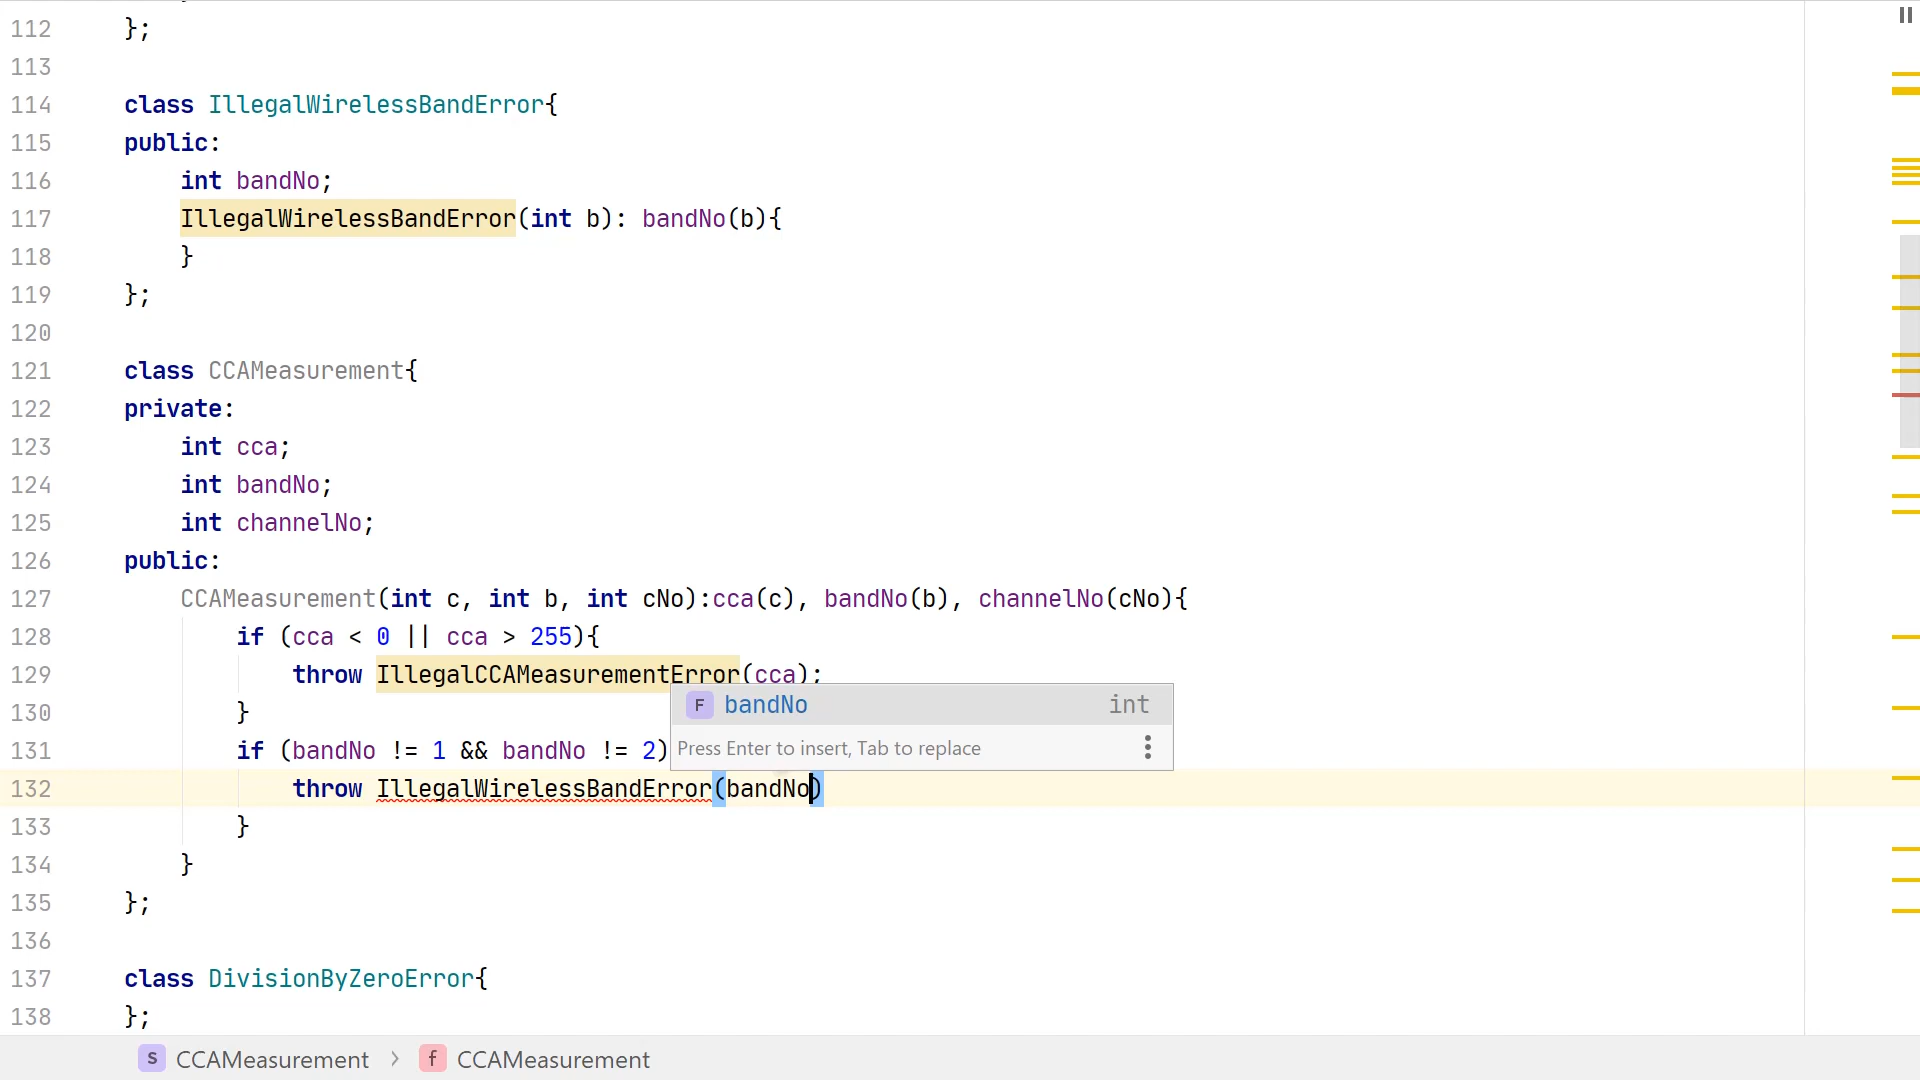 112 };
113
114 class IllegalWirelessBandError{
115 public:
116 int bandNo;
117 IllegalWirelessBandError(int b): bandNo(b){
118 }
119 };
120
121 class CCAMeasurement{
122 private:
123 int cca;
124 int bandNo;
125 int channelNo;
126 public:
127 CCAMeasurement(int c, int b, int cNo):cca(c), bandNo(b), channelNo(cNo){
128 if (cca < 0 || cca > 255){
129 throw IllegalCCAMeasurementError(cca);
F bandNo int
130 }
131 if (bandNo != 1 && bandNo != 2)
Press Enter to insert, Tab to replace
132 throw IllegalWirelessBandError(bandNo)
133 }
134 }
135 };
136
137 class DivisionByZeroError{
138 };
S CCAMeasurement > f CCAMeasurement